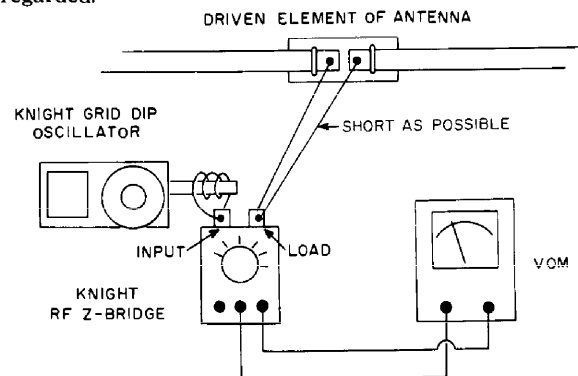 regarded.
DRIVEN ELEMENT OF ANTENNA
KNIGHT GRID DIP
OSCILLATOR
SHORT AS POSSIBLE
INPUT
LOAD
KNIGHT
RF Z-BRIDGE
VOM